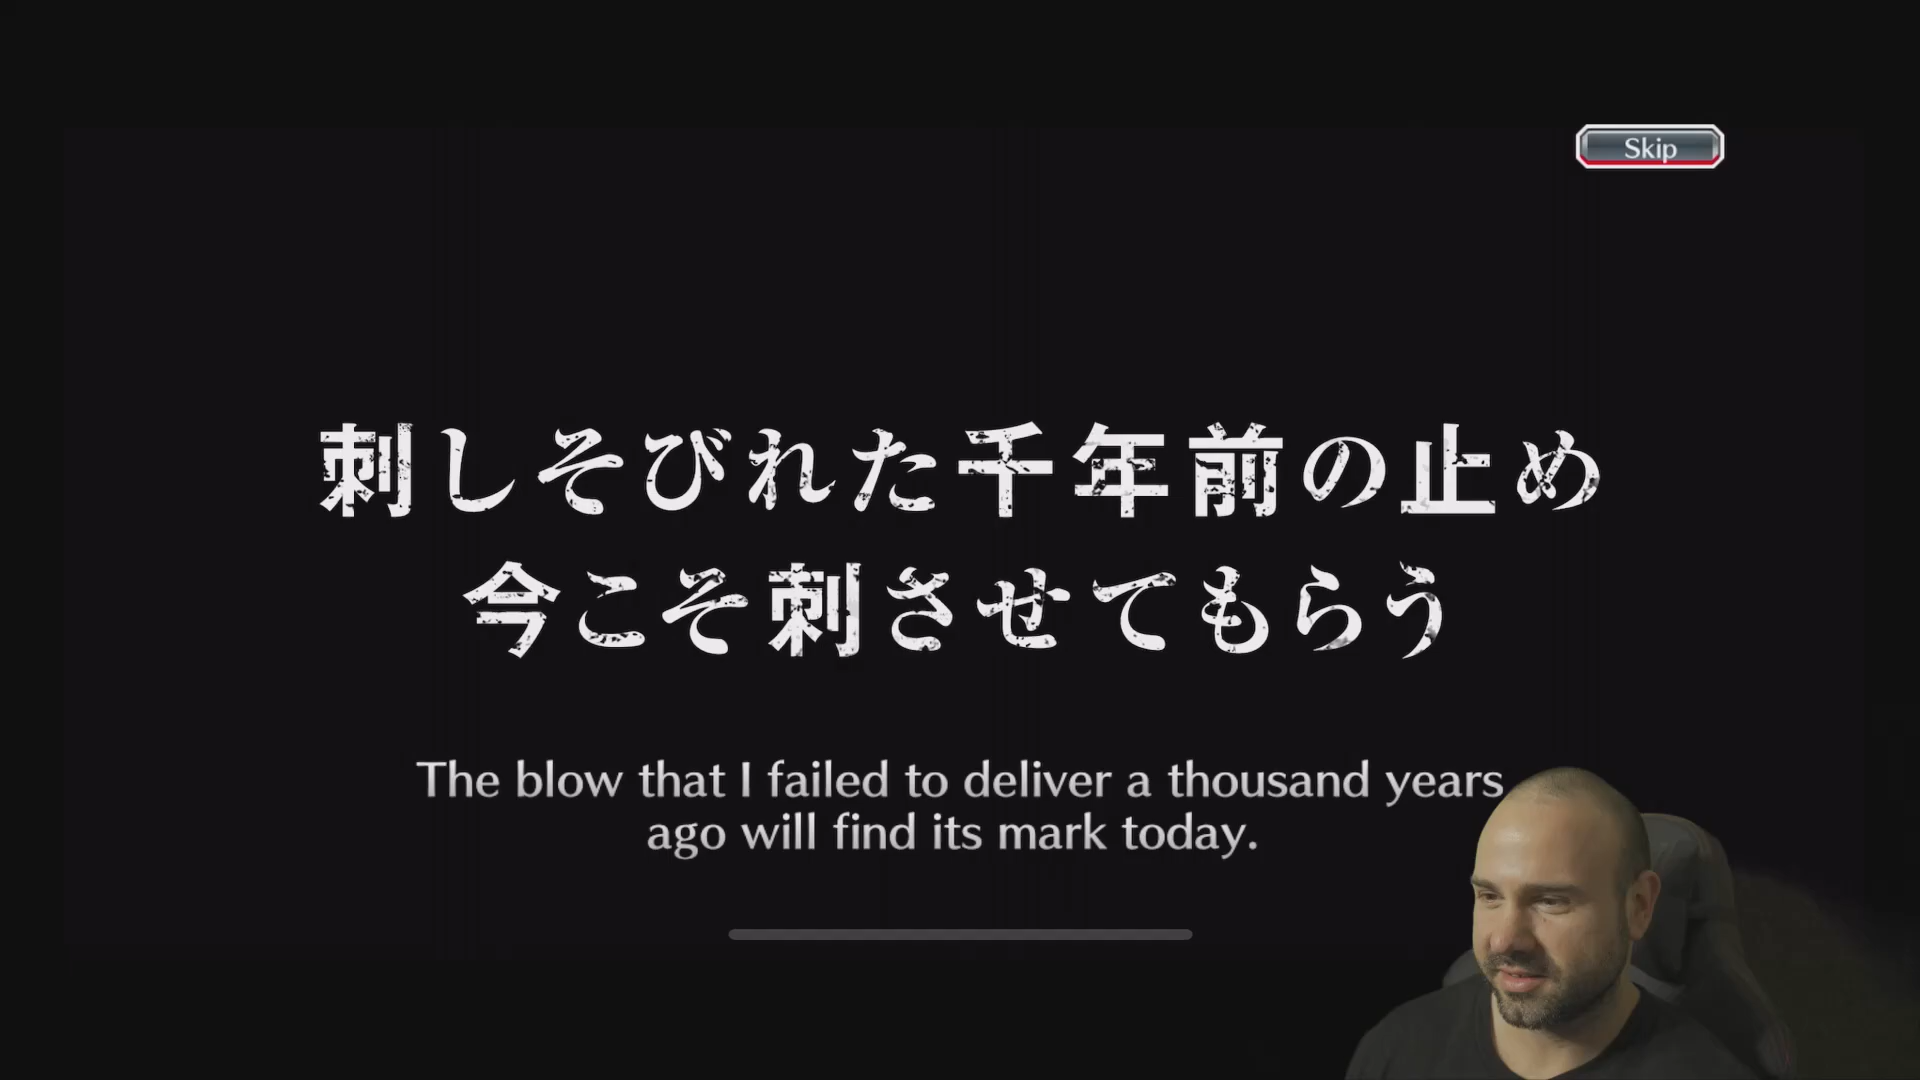 Skip
刺しそびれた千年前の止め
今こそ刺させてもらう
The blow that I failed to deliver a thousand years
ago will find its mark today.